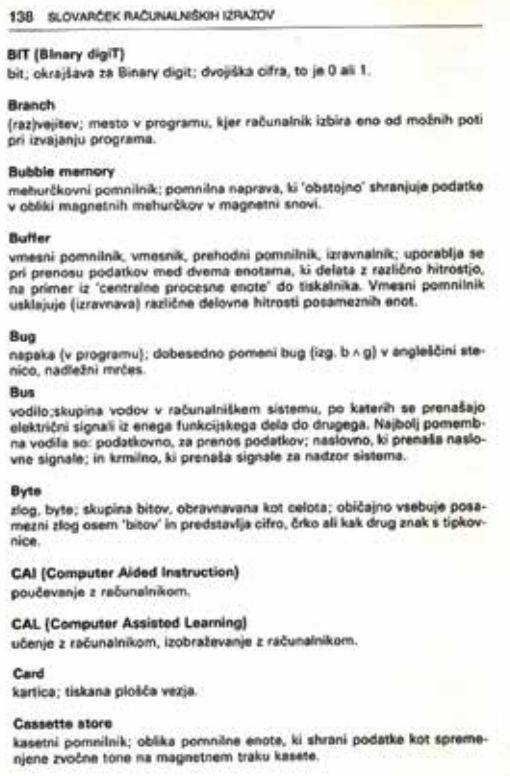 138 SLOVARČEK RAČUNALNIŠKIH IZRAZOV
BIT (BInary digiT)
bit; okrajšava za Binary digit; dvojiška cifra, to je 0 ali 1.
Branch
(raz)vejitev; mesto v programu, kjer računalnik izbira eno od možnih poti
pri izvajanju programa.
Bubble memory
mehurčkovni pomnilnik; pomnilna naprava, ki 'obstojno' shranjuje podatke
v obliki magnetnih mehurčkov v magnetni snovi.
Buffer
vmesni pomnilnik, vmesnik, prehodni pomnilnik, izravnalnik; uporablja se
pri prenosu podatkov med dvema enotama, ki delata z različno hitrostjo,
na primer iz 'centralne procesne enote' do tiskalnika. Vmesni pomnilnik
usklajuje (izravnava) različne delovne hitrosti posameznih enot.
Bug
napaka (v programu); dobesedno pomeni bug (izg. b ʌ g) v angleščini ste-
nico, nadležni mrčes.
Bus
vodilo;skupina vodov v računalniškem sistemu, po katerih se prenašajo
električni signali iz enega funkcijskega dela do drugega. Najbolj pomemb-
na vodila so: podatkovno, za prenos podatkov; naslovno, ki prenaša naslo-
vne signale; in krmilno, ki prenaša signale za nadzor sistema.
Byte
zlog, byte; skupina bitov, obravnavana kot celota; običajno vsebuje posa-
mezni zlog osem 'bitov' in predstavlja cifro, črko ali kak drug znak s tipkov-
nice.
CAI (Computer Aided Instruction)
poučevanje z računalnikom.
CAL (Computer Assisted Learning)
učenje z računalnikom, izobraževanje z računalnikom.
Card
kartica; tiskana plošča vezja.
Cassette store
kasetni pomnilnik; oblika pomnilne enote, ki shrani podatke kot spreme-
njene zvočne tone na magnetnem traku kasete.